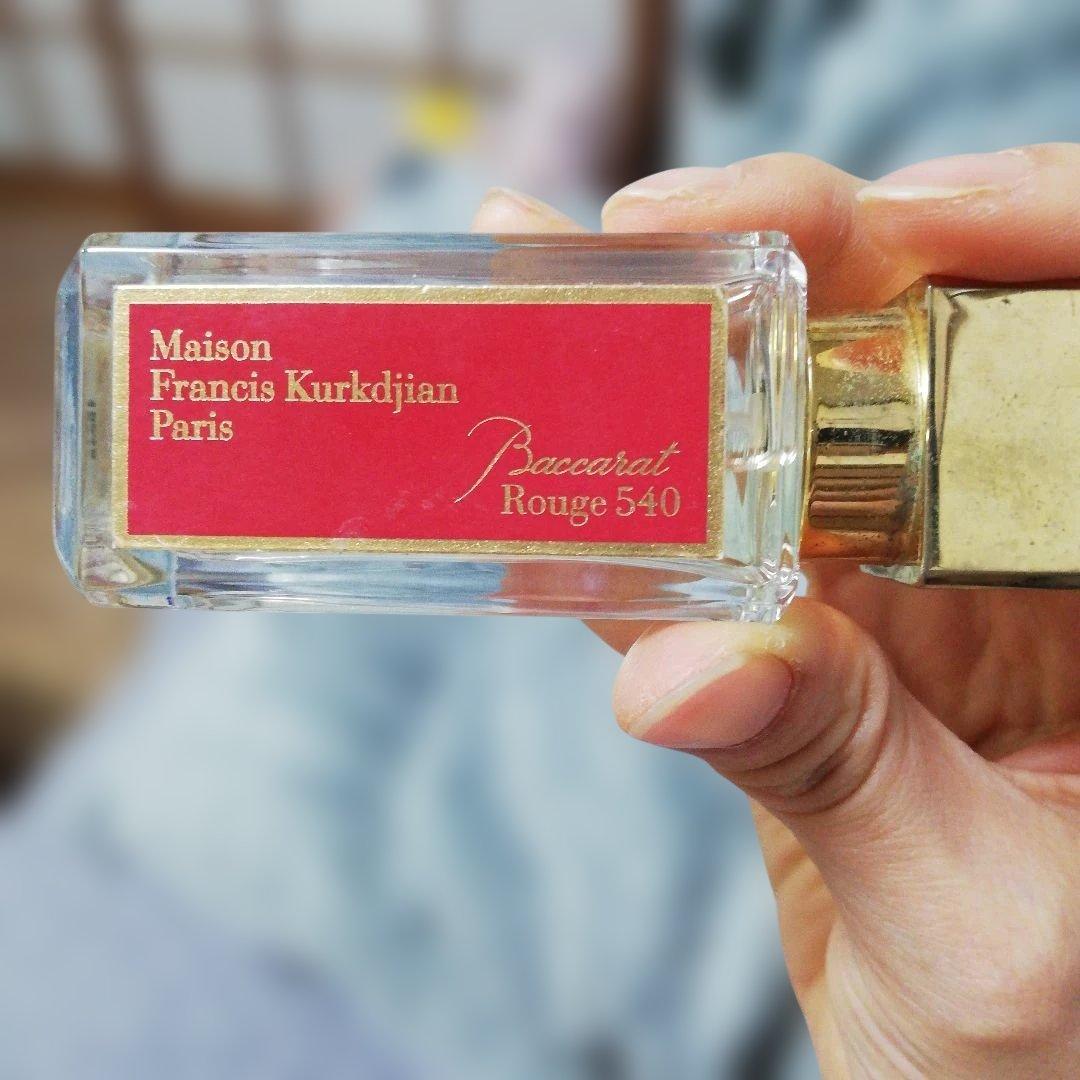 Maison
Francis Kurkdjian
Paris
Baccarat
Rouge 540